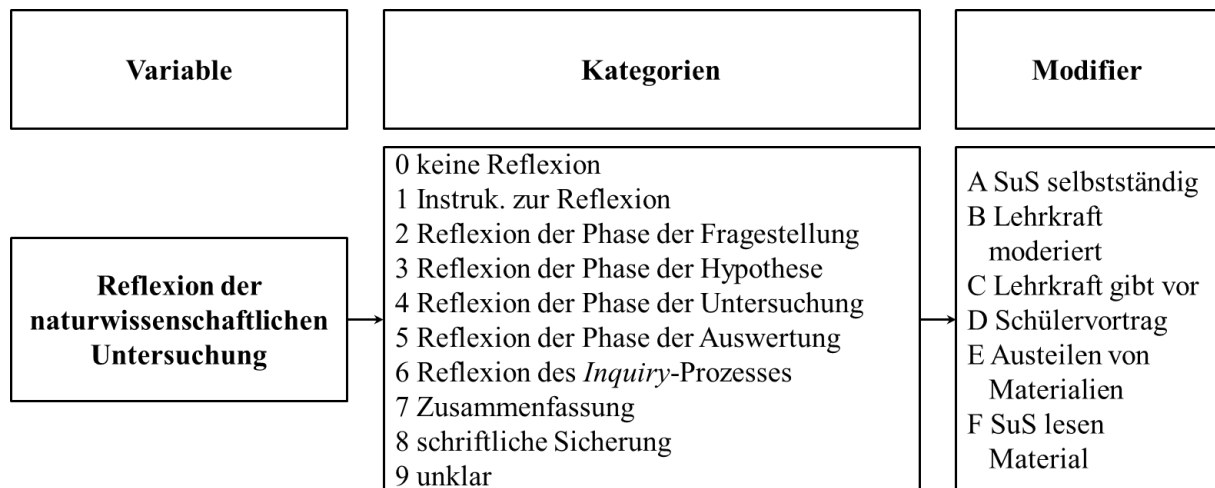 Variable
Kategorien
Modifier
Reflexion der
naturwissenschaftlichen
Untersuchung
0 keine Reflexion
1 Instruk. zur Reflexion
2 Reflexion der Phase der Fragestellung
3 Reflexion der Phase der Hypothese
4 Reflexion der Phase der Untersuchung
5 Reflexion der Phase der Auswertung
6 Reflexion des Inquiry-Prozesses
7 Zusammenfassung
8 schriftliche Sicherung
9 unklar
A SuS selbstständig
B Lehrkraft
moderiert
C Lehrkraft gibt vor
D Schülervortrag
E Austeilen von
Materialien
F SuS lesen
Material